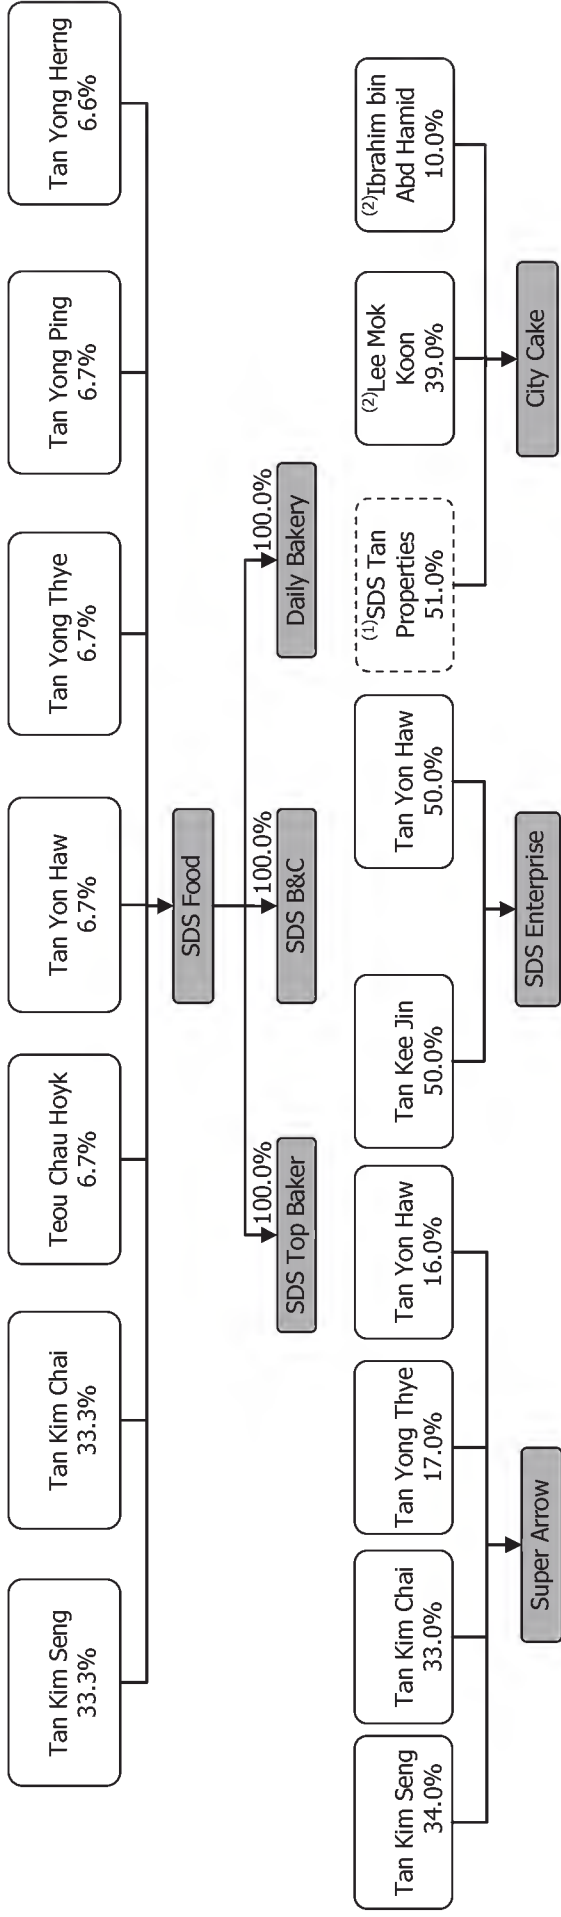 Tan Kim Seng
33.3%
Tan Kim Chai
33.3%
Teou Chau Hoyk
6.7%
Tan Yon Haw
6.7%
Tan Yong Thye
6.7%
Tan Yong Ping
6.7%
Tan Yong Herng
6.6%
SDS Food
100.0%
SDS Top Baker
100.0%
SDS B&C
100.0%
Daily Bakery
Tan Kim Seng
34.0%
Tan Kim Chai
33.0%
Tan Yong Thye
17.0%
Tan Yon Haw
16.0%
Super Arrow
Tan Kee Jin
50.0%
Tan Yon Haw
50.0%
SDS Enterprise
(1)SDS Tan
Properties
51.0%
(2)Lee Mok
Koon
39.0%
(2)Ibrahim bin
Abd Hamid
10.0%
City Cake